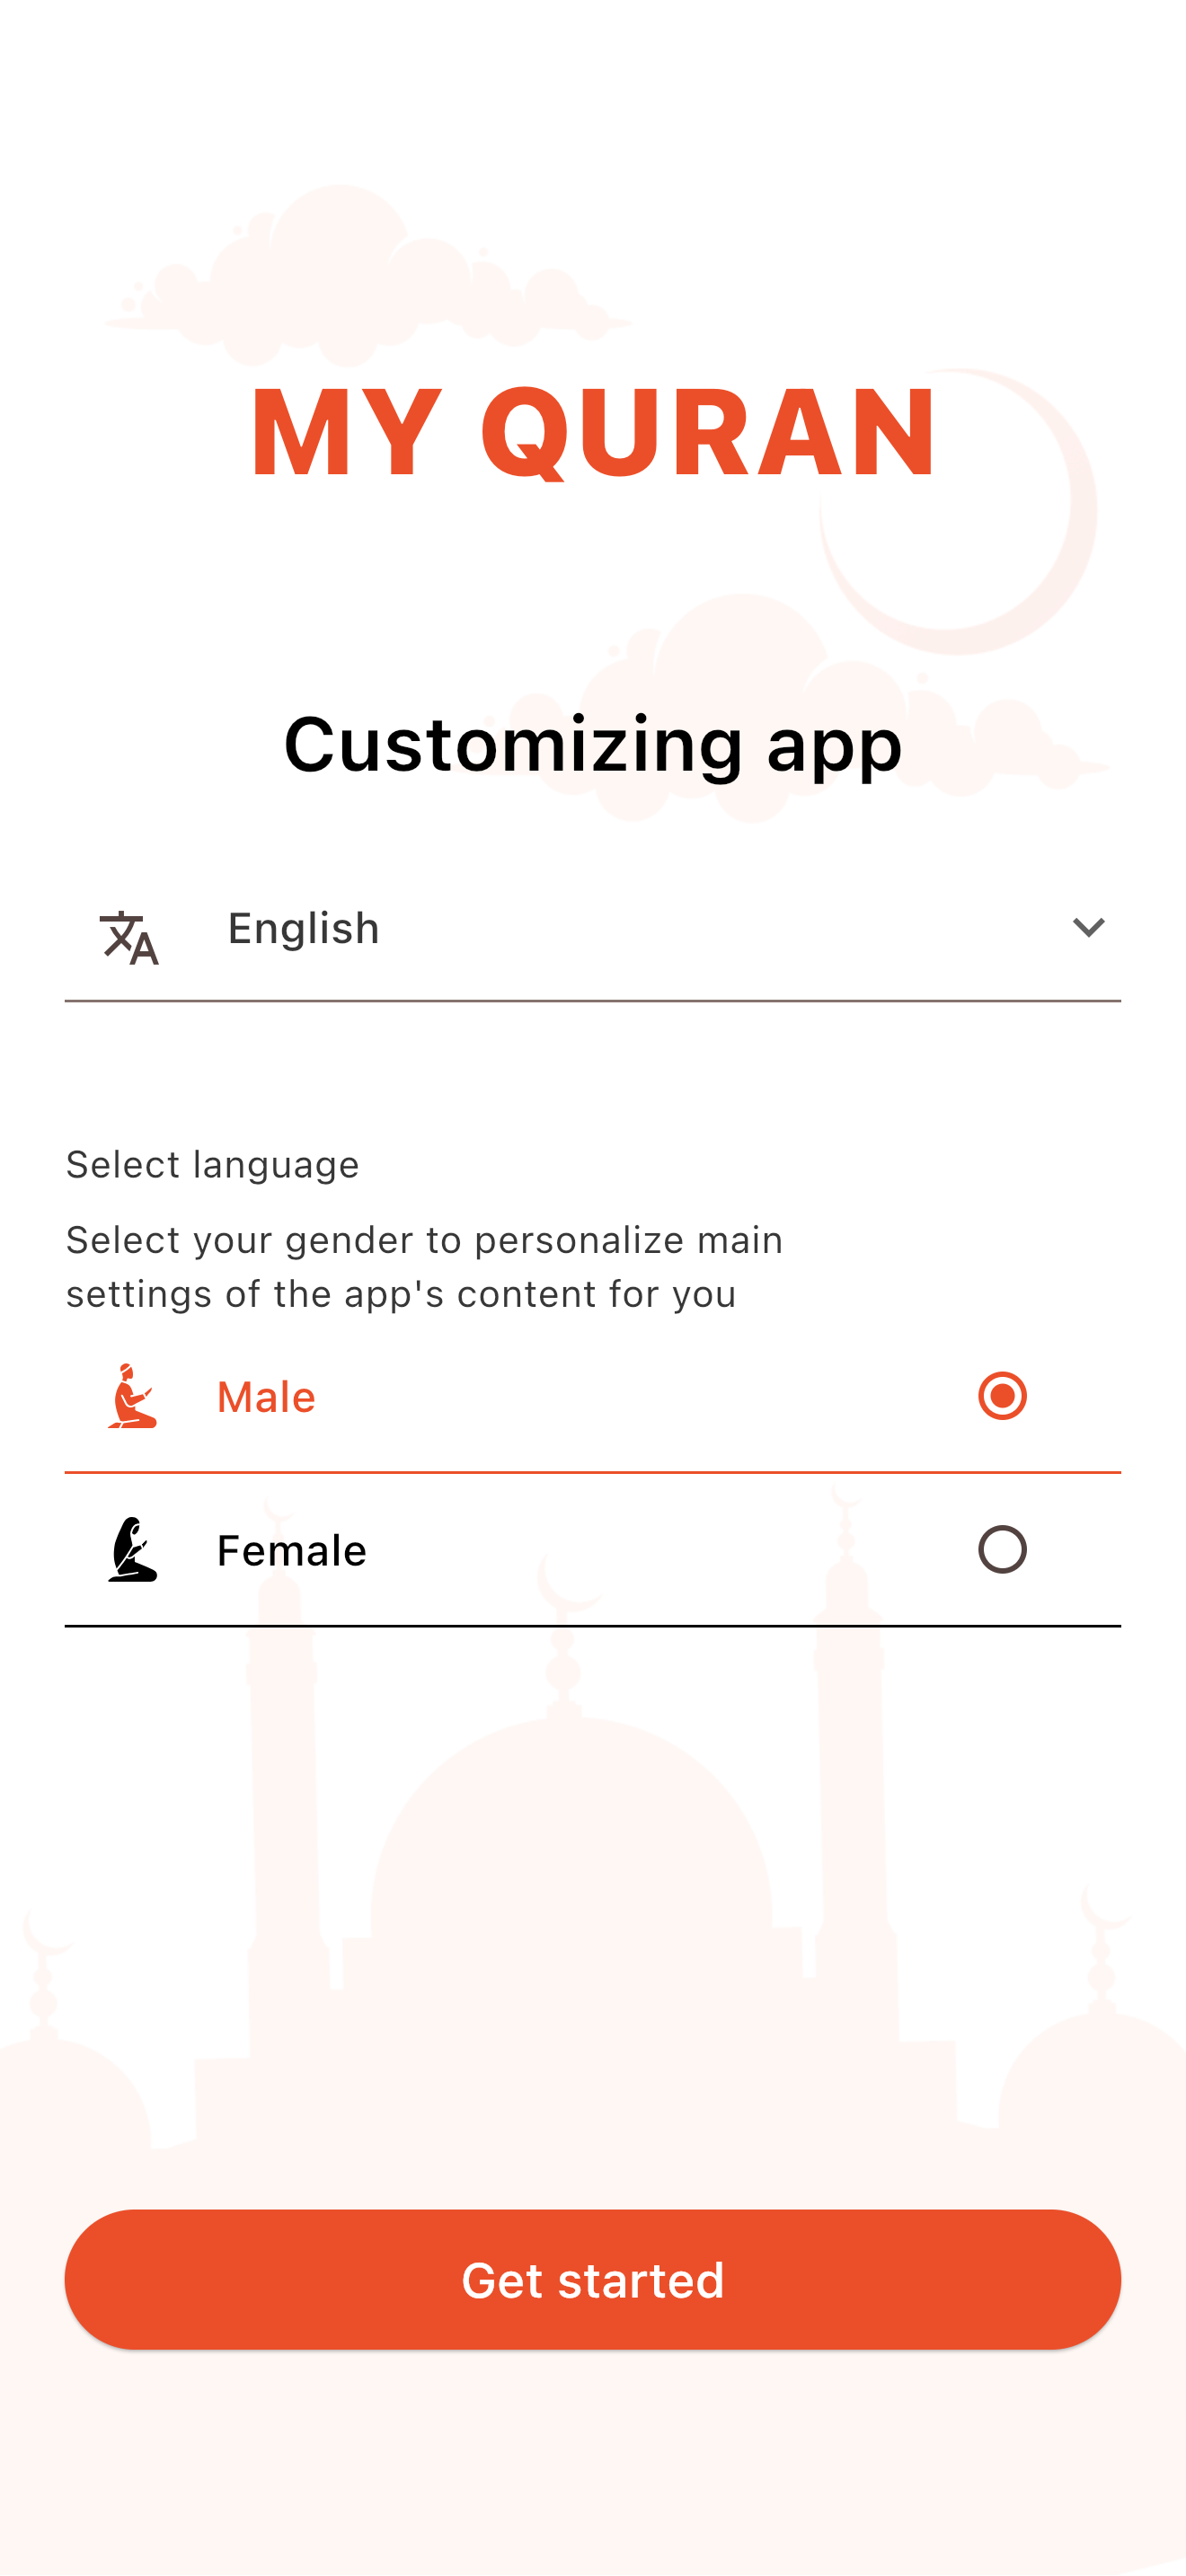 MY QURAN
Customizing app
English
Select language
Select your gender to personalize main
settings of the app's content for you
Male
Female
Get started